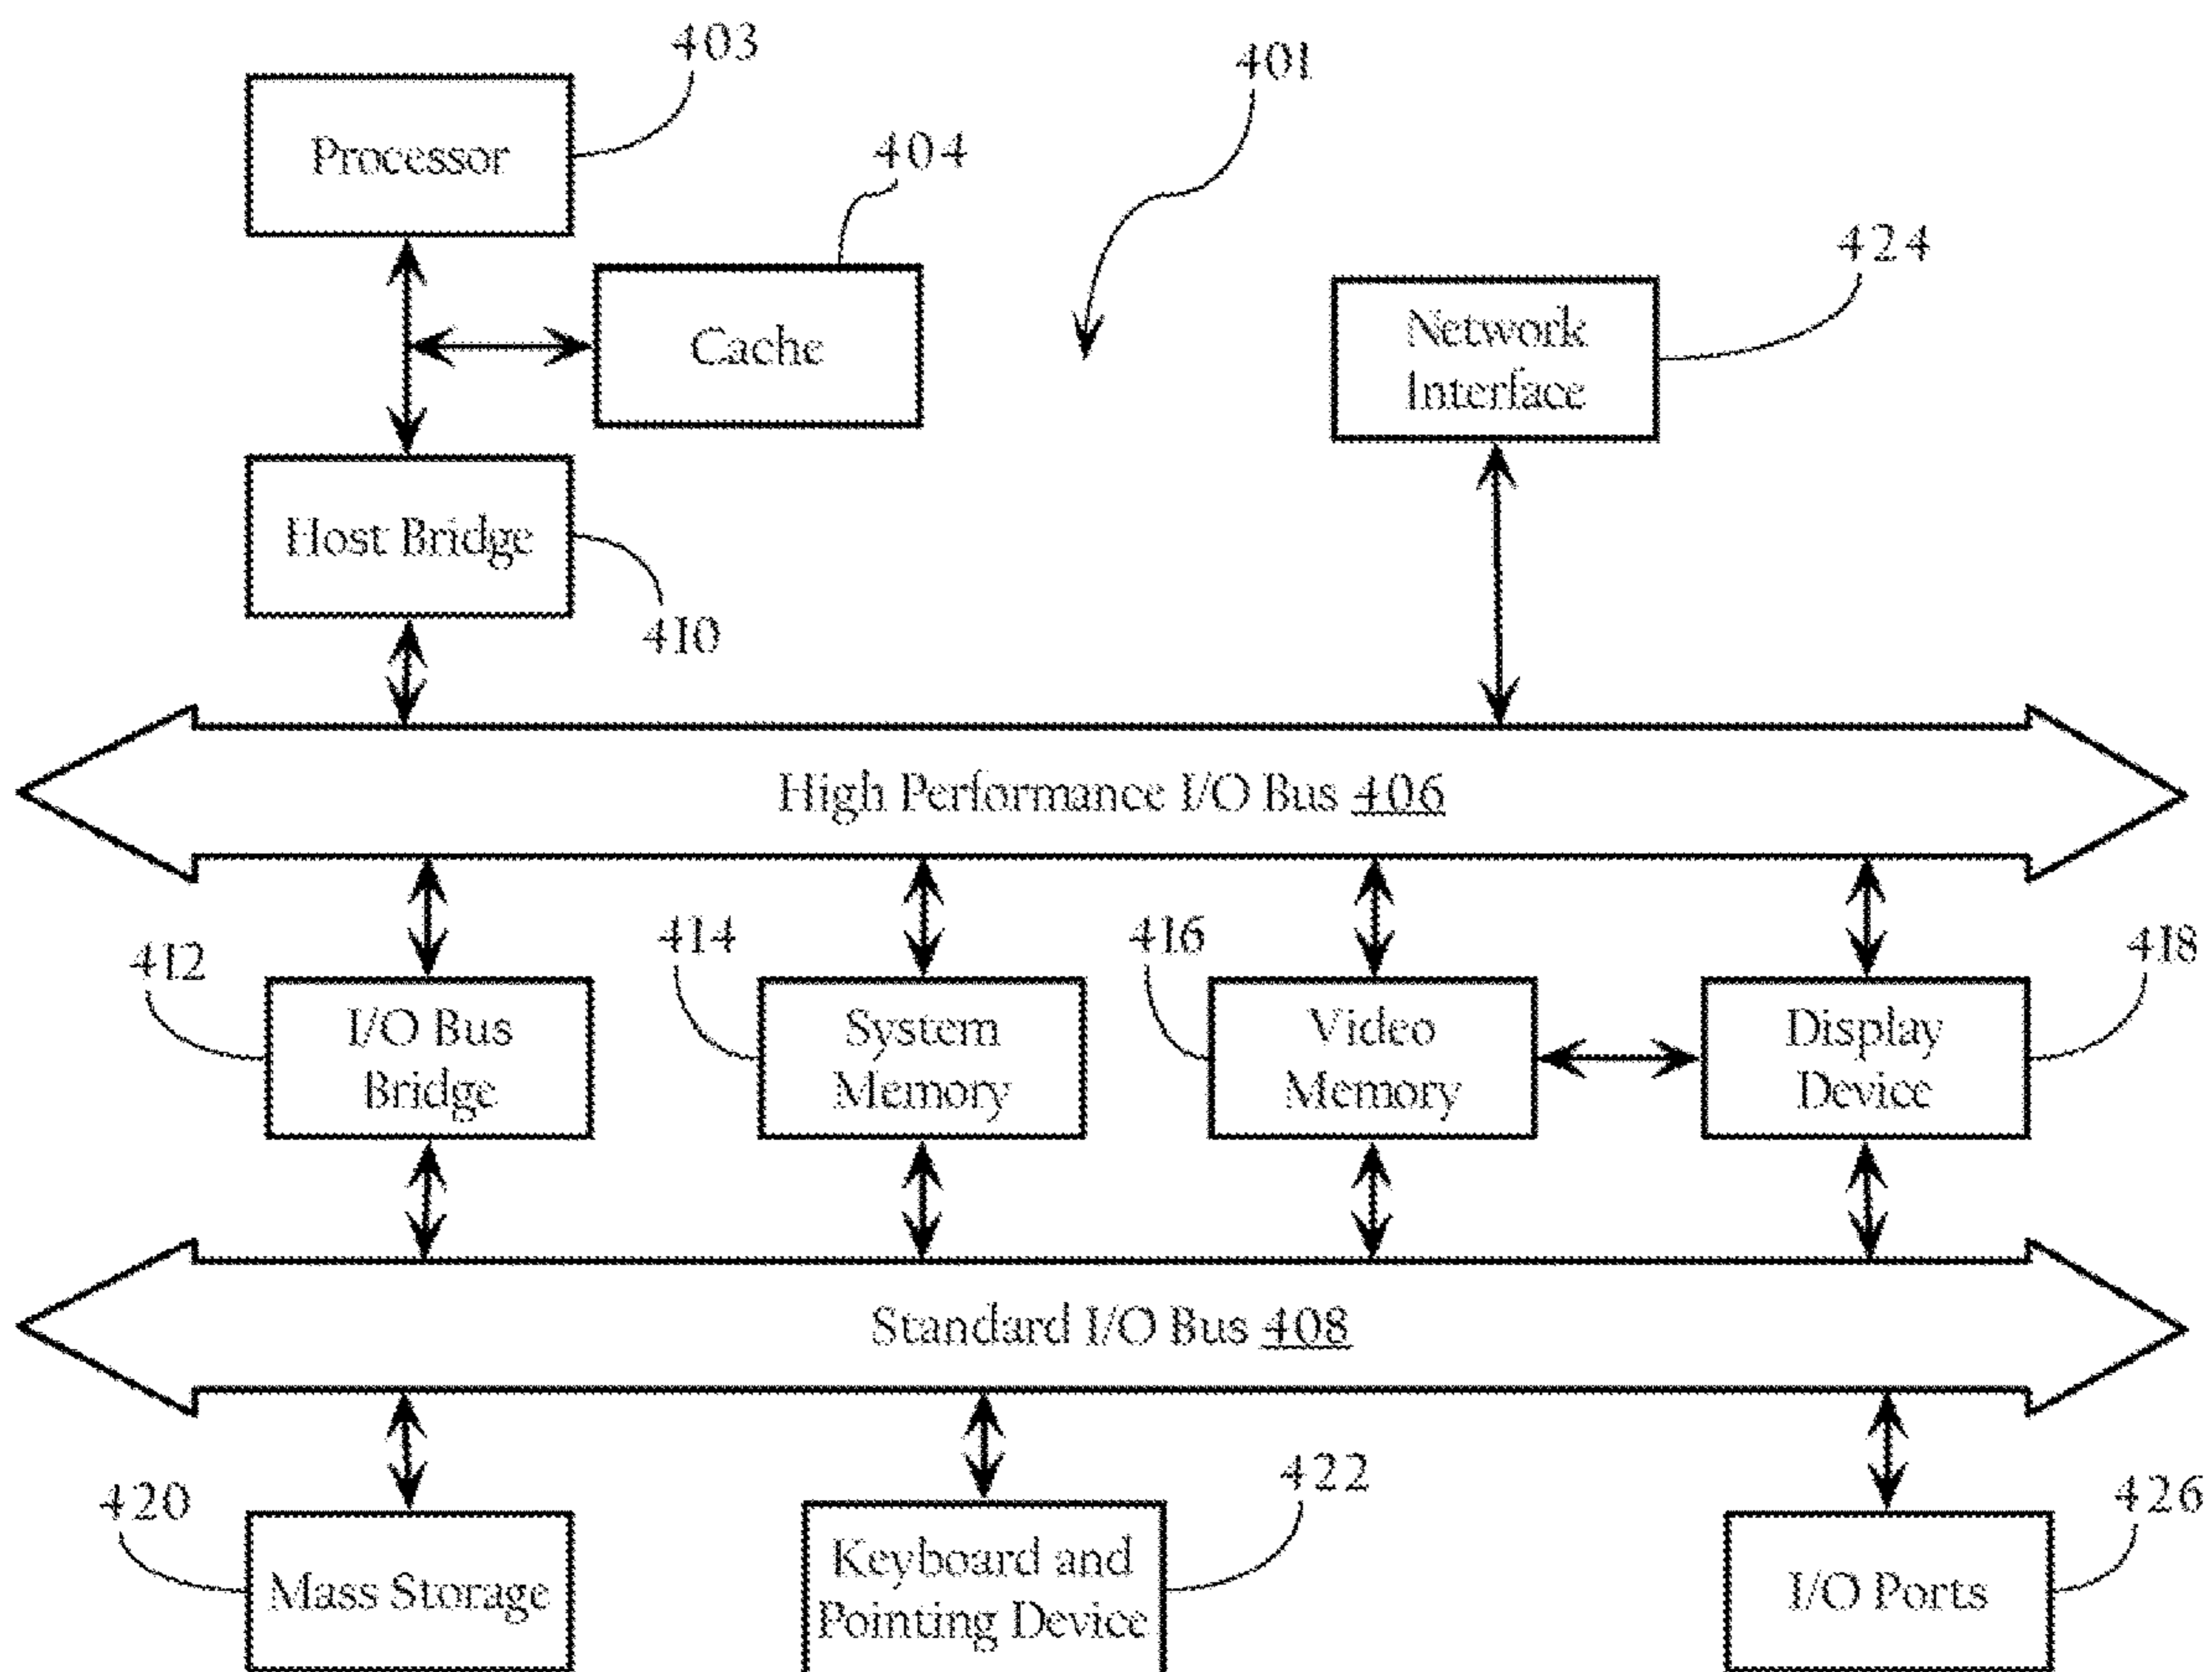 403
401
Processor
404
424
Cache
Network
Interface
Host Bridge
410
High Performance I/O Bus 406
412
414
416
418
I/O Bus
Bridge
System
Memory
Video
Memory
Display
Device
Standard I/O Bus 408
420
422
426
Mass Storage
Keyboard and
Pointing Device
I/O Ports